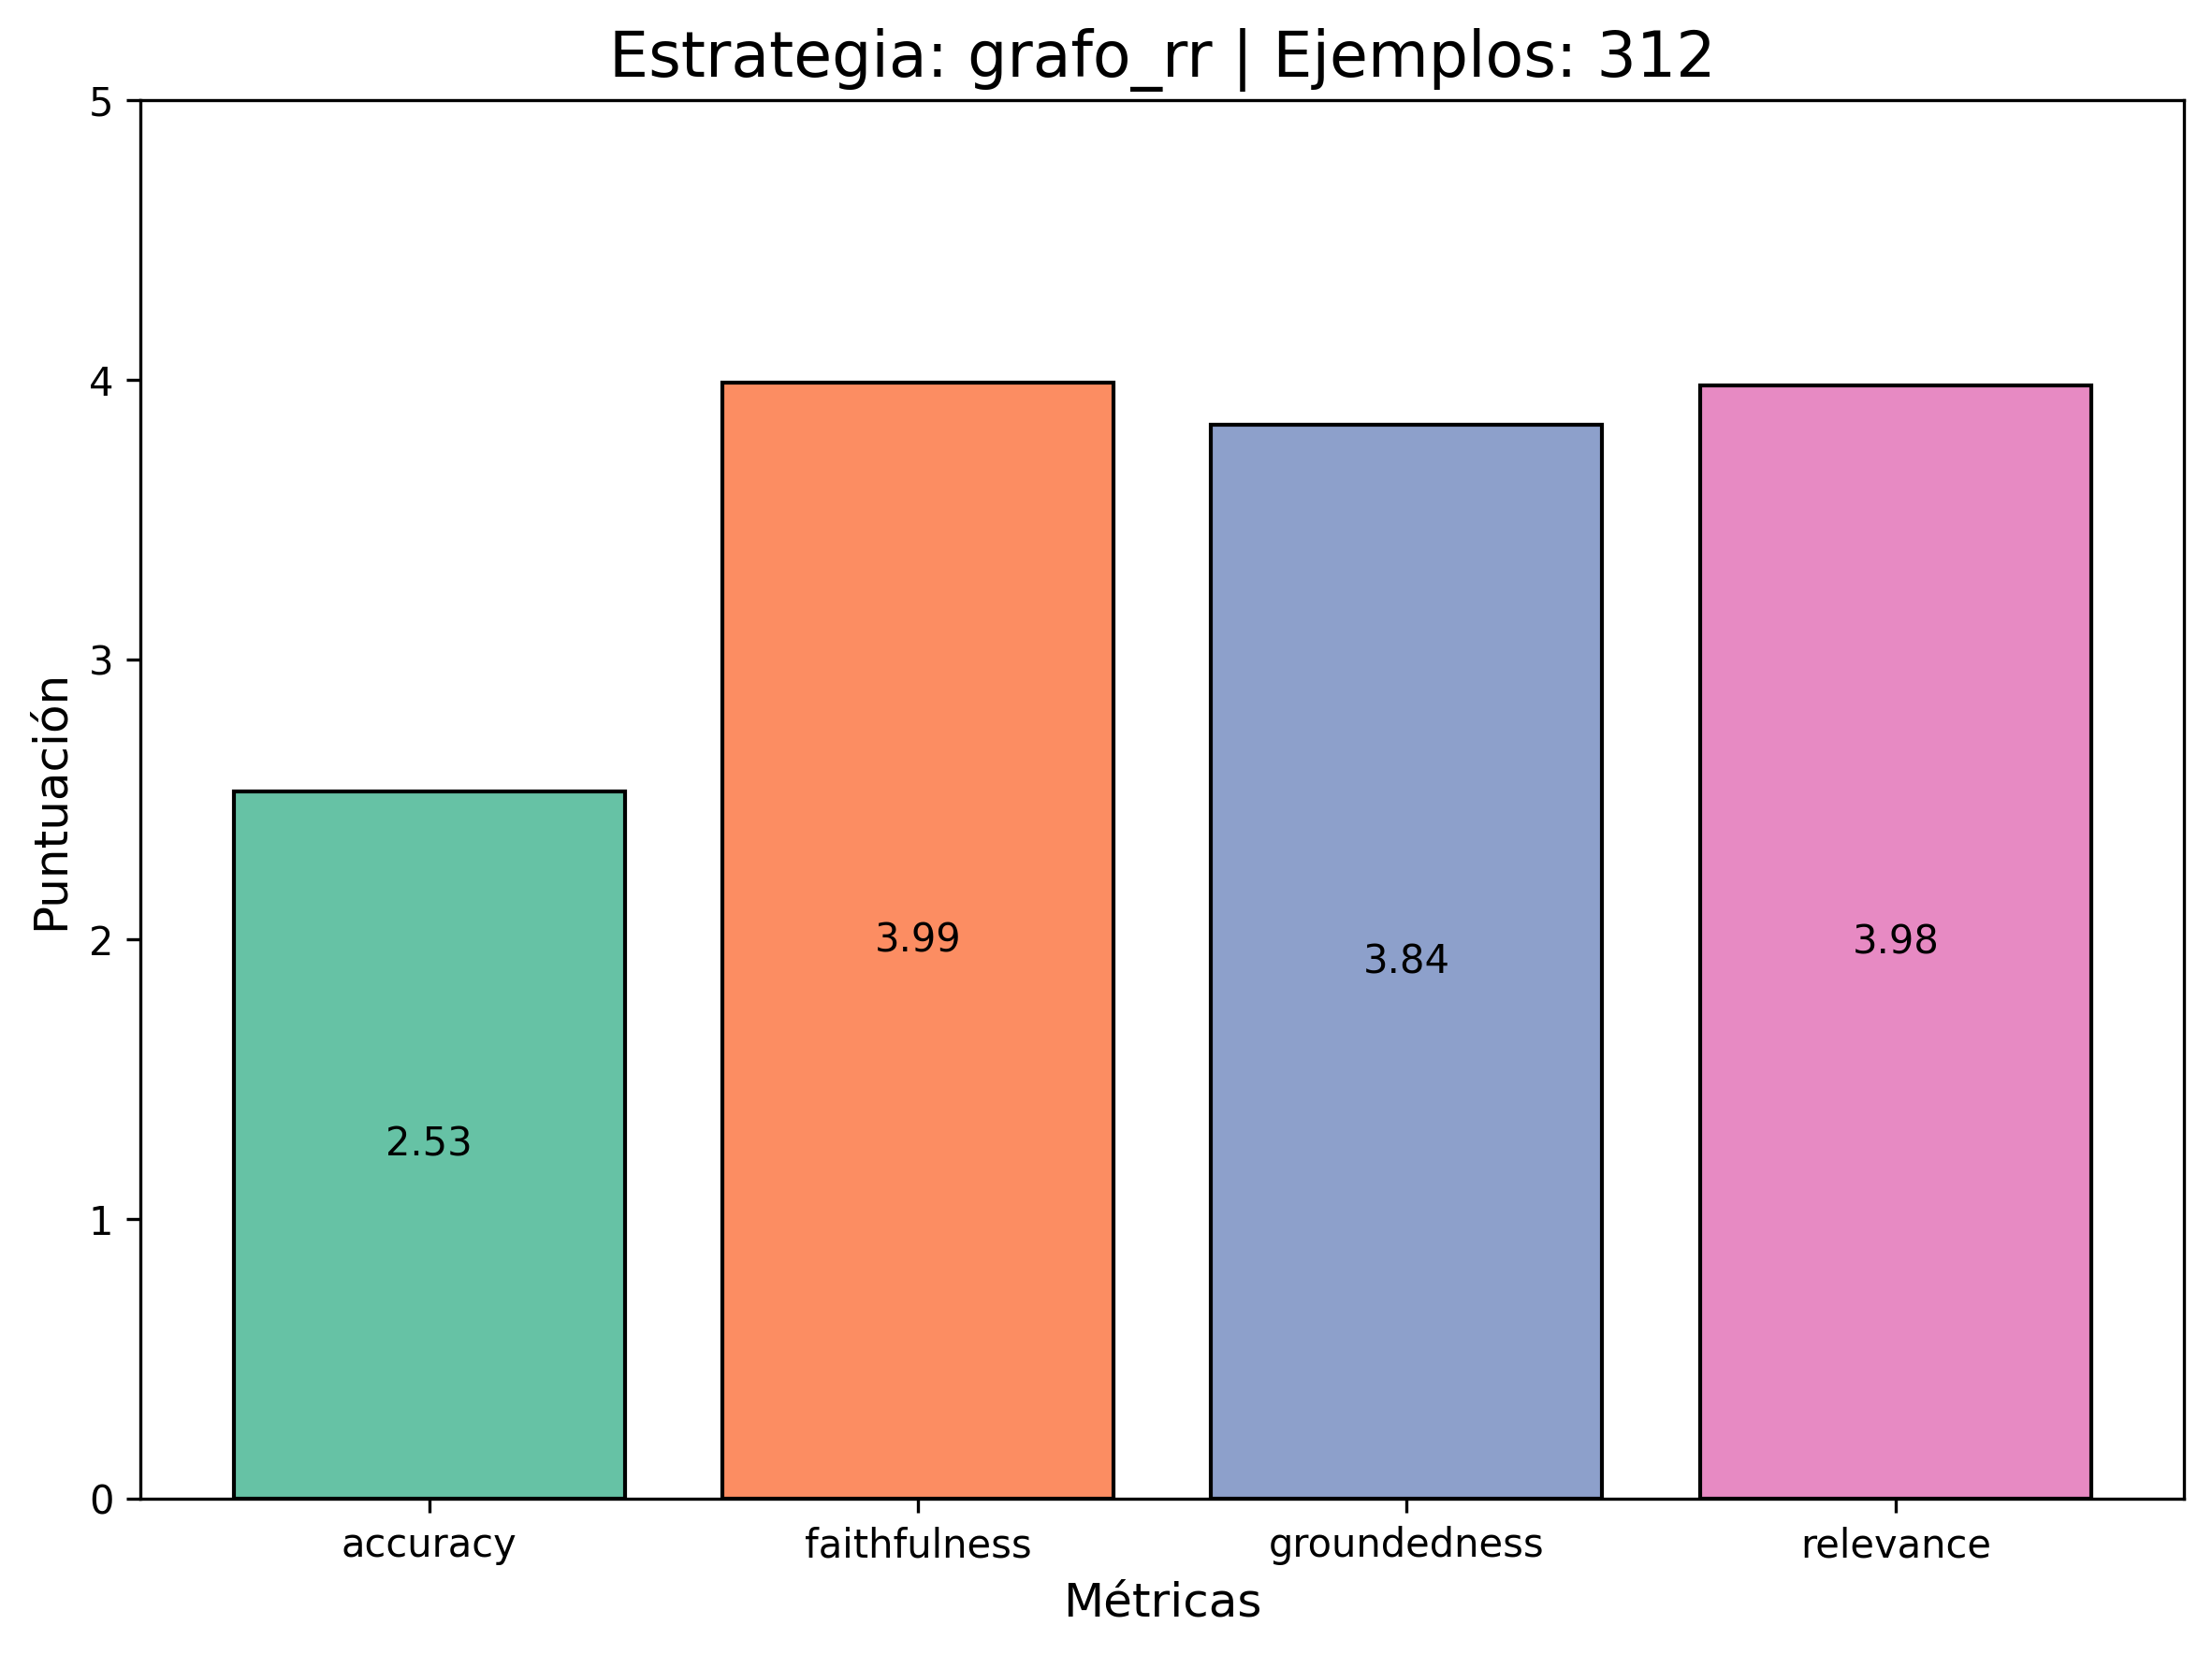 Estrategia: grafo_rr | Ejemplos: 312
5
4
3
2
1
0
Puntuación
2.53
3.99
3.84
3.98
accuracy
faithfulness
groundedness
relevance
Métricas